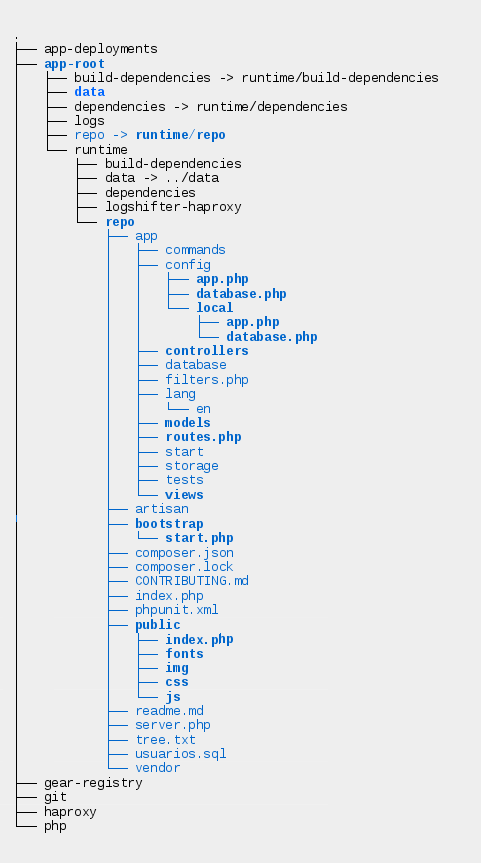 .
├── app-deployments
├── app-root
│   ├── build-dependencies -> runtime/build-dependencies
│   ├── data
│   ├── dependencies -> runtime/dependencies
│   ├── logs
│   ├── repo -> runtime/repo
│   └── runtime
│       ├── build-dependencies
│       ├── data -> ../data
│       ├── dependencies
│       ├── logshifter-haproxy
│       └── repo
│           ├── app
│           │   ├── commands
│           │   ├── config
│           │   │   ├── app.php
│           │   │   ├── database.php
│           │   │   └── local
│           │   │       ├── app.php
│           │   │       └── database.php
│           │   ├── controllers
│           │   ├── database
│           │   ├── filters.php
│           │   ├── lang
│           │   │   └── en
│           │   ├── models
│           │   ├── routes.php
│           │   ├── start
│           │   ├── storage
│           │   ├── tests
│           │   └── views
│           ├── artisan
│           ├── bootstrap
│           │   └── start.php
│           ├── composer.json
│           ├── composer.lock
│           ├── CONTRIBUTING.md
│           ├── index.php
│           ├── phpunit.xml
│           ├── public
│           │   ├── index.php
│           │   ├── fonts
│           │   ├── img
│           │   ├── css
│           │   └── js
│           ├── readme.md
│           ├── server.php
│           ├── tree.txt
│           ├── usuarios.sql
│           └── vendor
├── gear-registry
├── git
├── haproxy
└── php